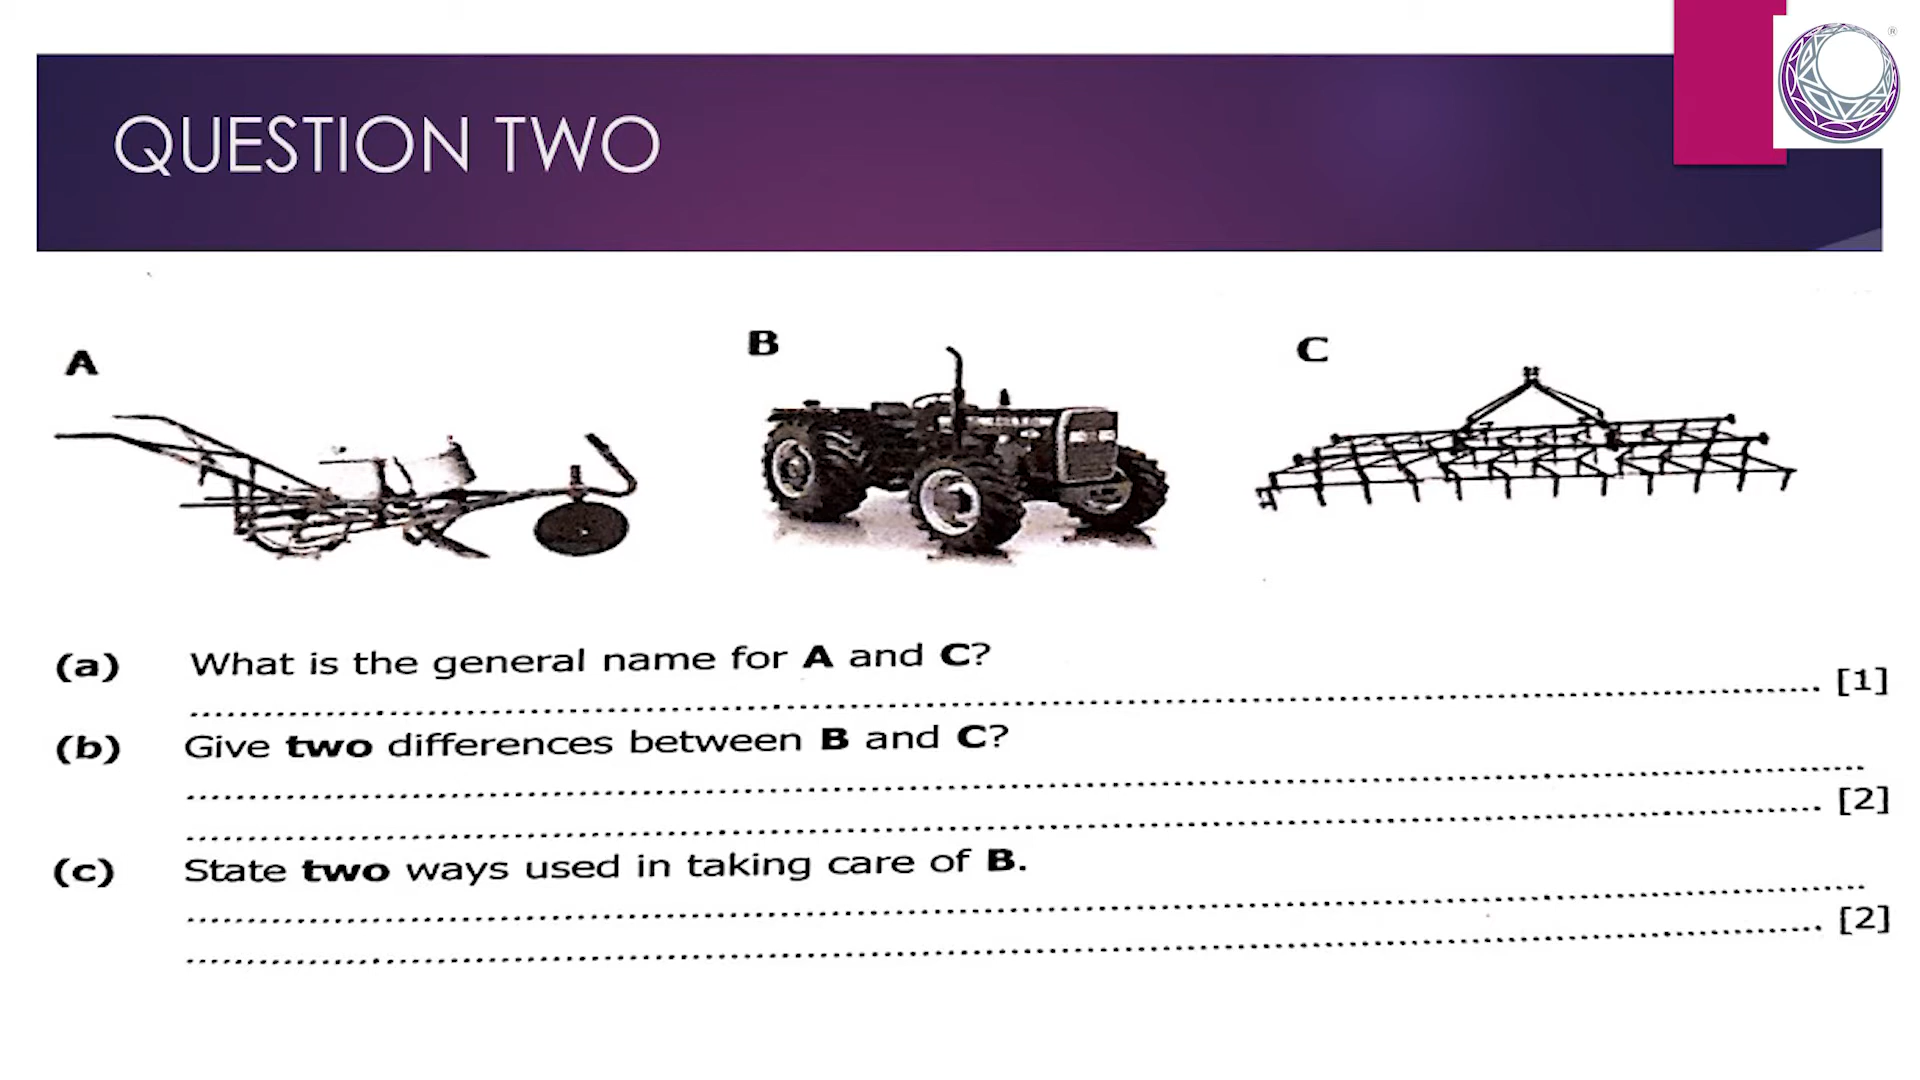 QUESTION TWO
A
B
C
(a) What is the general name for A and C?
[1]
(b) Give two differences between B and C?
[2]
(c) State two ways used in taking care of B.
[2]